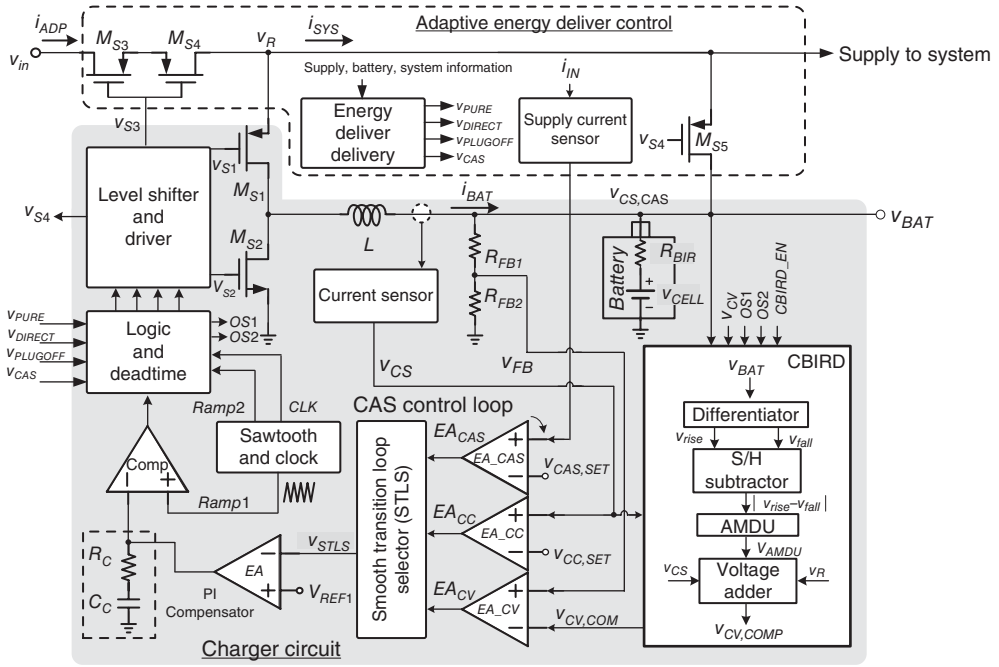 Adaptive energy deliver control
i_ADP
M_S3
M_S4
v_R
i_SYS
v_in
Supply to system
Supply, battery, system information
i_IN
Energy deliver delivery
v_PURE
v_DIRECT
v_PLUGOFF
v_CAS
Supply current sensor
v_S4
M_S5
v_S3
Level shifter and driver
v_S1
M_S1
v_S4
M_S2
v_S2
L
i_BAT
v_CS,CAS
v_BAT
Current sensor
R_FB1
R_FB2
Battery
R_BIR
+
−
v_CELL
v_CV
OS1
OS2
CBIRD_EN
v_PURE
v_DIRECT
v_PLUGOFF
v_CAS
Logic and deadtime
OS1
OS2
v_CS
v_FB
CBIRD
v_BAT
Differentiator
v_rise
v_fall
S/H subtractor
|v_rise−v_fall|
AMDU
v_AMDU
v_CS
Voltage adder
v_R
v_CV,COMP
Ramp2
CLK
Sawtooth and clock
Comp
−
+
Ramp1
CAS control loop
Smooth transition loop selector (STLS)
EA_CAS
+
EA_CAS
−
v_CAS,SET
EA_CC
+
EA_CC
−
v_CC,SET
EA_CV
+
EA_CV
−
v_CV,COM
R_C
C_C
PI Compensator
EA
−
+
v_STLS
V_REF1
Charger circuit